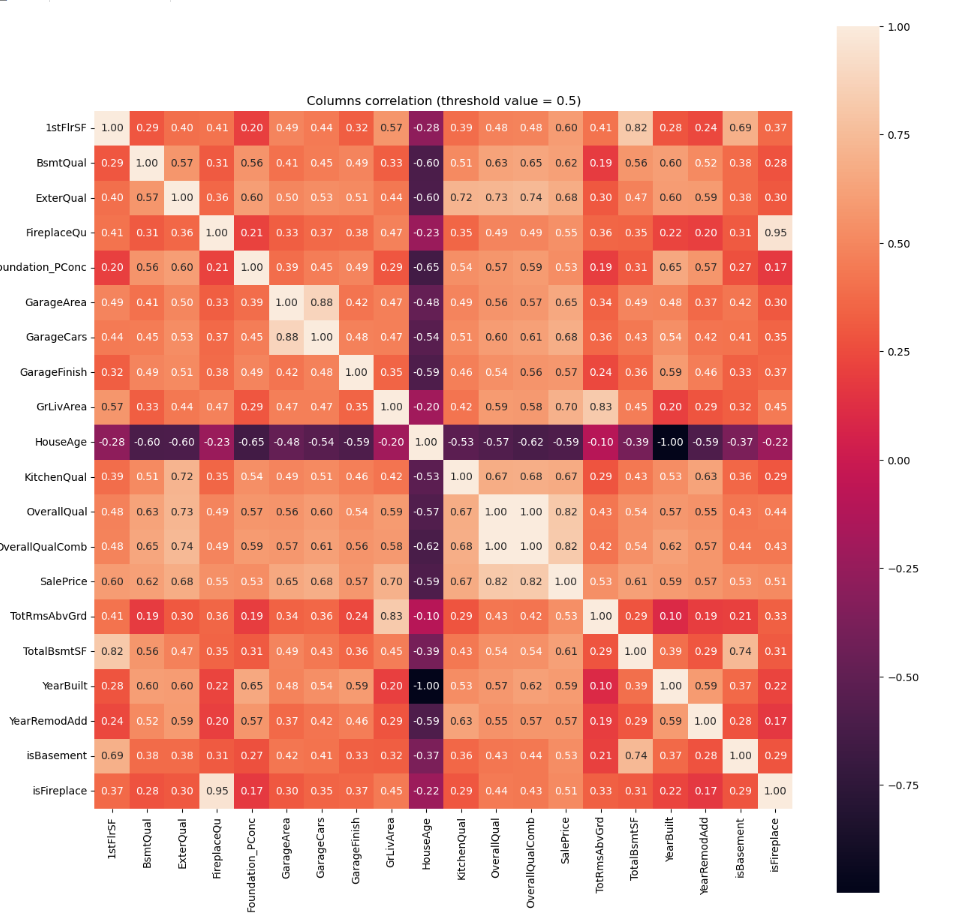 Columns correlation (threshold value = 0.5)
1stFlrSF 1.00 0.29 0.40 0.41 0.20 0.49 0.44 0.32 0.57 -0.28 0.39 0.48 0.48 0.60 0.41 0.82 0.28 0.24 0.69 0.37
BsmtQual 0.29 1.00 0.57 0.31 0.56 0.41 0.45 0.49 0.33 -0.60 0.51 0.63 0.65 0.62 0.19 0.56 0.60 0.52 0.38 0.28
ExterQual 0.40 0.57 1.00 0.36 0.60 0.50 0.53 0.51 0.44 -0.60 0.72 0.73 0.74 0.68 0.30 0.47 0.60 0.59 0.38 0.30
FireplaceQu 0.41 0.31 0.36 1.00 0.21 0.33 0.37 0.38 0.47 -0.23 0.35 0.49 0.49 0.55 0.36 0.35 0.22 0.20 0.31 0.95
oundation_PConc 0.20 0.56 0.60 0.21 1.00 0.39 0.45 0.49 0.29 -0.65 0.54 0.57 0.59 0.53 0.19 0.31 0.65 0.57 0.27 0.17
GarageArea 0.49 0.41 0.50 0.33 0.39 1.00 0.88 0.42 0.47 -0.48 0.49 0.56 0.57 0.65 0.34 0.49 0.48 0.37 0.42 0.30
GarageCars 0.44 0.45 0.53 0.37 0.45 0.88 1.00 0.48 0.47 -0.54 0.51 0.60 0.61 0.68 0.36 0.43 0.54 0.42 0.41 0.35
GarageFinish 0.32 0.49 0.51 0.38 0.49 0.42 0.48 1.00 0.35 -0.59 0.46 0.54 0.56 0.57 0.24 0.36 0.59 0.46 0.33 0.37
GrLivArea 0.57 0.33 0.44 0.47 0.29 0.47 0.47 0.35 1.00 -0.20 0.42 0.59 0.58 0.70 0.83 0.45 0.20 0.29 0.32 0.45
HouseAge -0.28 -0.60 -0.60 -0.23 -0.65 -0.48 -0.54 -0.59 -0.20 1.00 -0.53 -0.57 -0.62 -0.59 -0.10 -0.39 -1.00 -0.59 -0.37 -0.22
KitchenQual 0.39 0.51 0.72 0.35 0.54 0.49 0.51 0.46 0.42 -0.53 1.00 0.67 0.68 0.67 0.29 0.43 0.53 0.63 0.36 0.29
OverallQual 0.48 0.63 0.73 0.49 0.57 0.56 0.60 0.54 0.59 -0.57 0.67 1.00 1.00 0.82 0.43 0.54 0.57 0.55 0.43 0.44
OverallQualComb 0.48 0.65 0.74 0.49 0.59 0.57 0.61 0.56 0.58 -0.62 0.68 1.00 1.00 0.82 0.42 0.54 0.62 0.57 0.44 0.43
SalePrice 0.60 0.62 0.68 0.55 0.53 0.65 0.68 0.57 0.70 -0.59 0.67 0.82 0.82 1.00 0.53 0.61 0.59 0.57 0.53 0.51
TotRmsAbvGrd 0.41 0.19 0.30 0.36 0.19 0.34 0.36 0.24 0.83 -0.10 0.29 0.43 0.42 0.53 1.00 0.29 0.10 0.19 0.21 0.33
TotalBsmtSF 0.82 0.56 0.47 0.35 0.31 0.49 0.43 0.36 0.45 -0.39 0.43 0.54 0.54 0.61 0.29 1.00 0.39 0.29 0.74 0.31
YearBuilt 0.28 0.60 0.60 0.22 0.65 0.48 0.54 0.59 0.20 -1.00 0.53 0.57 0.62 0.59 0.10 0.39 1.00 0.59 0.37 0.22
YearRemodAdd 0.24 0.52 0.59 0.20 0.57 0.37 0.42 0.46 0.29 -0.59 0.63 0.55 0.57 0.57 0.19 0.29 0.59 1.00 0.28 0.17
isBasement 0.69 0.38 0.38 0.31 0.27 0.42 0.41 0.33 0.32 -0.37 0.36 0.43 0.44 0.53 0.21 0.74 0.37 0.28 1.00 0.29
isFireplace 0.37 0.28 0.30 0.95 0.17 0.30 0.35 0.37 0.45 -0.22 0.29 0.44 0.43 0.51 0.33 0.31 0.22 0.17 0.29 1.00
1stFlrSF
BsmtQual
ExterQual
FireplaceQu
Foundation_PConc
GarageArea
GarageCars
GarageFinish
GrLivArea
HouseAge
KitchenQual
OverallQual
OverallQualComb
SalePrice
TotRmsAbvGrd
TotalBsmtSF
YearBuilt
YearRemodAdd
isBasement
isFireplace
1.00
0.75
0.50
0.25
0.00
−0.25
−0.50
−0.75